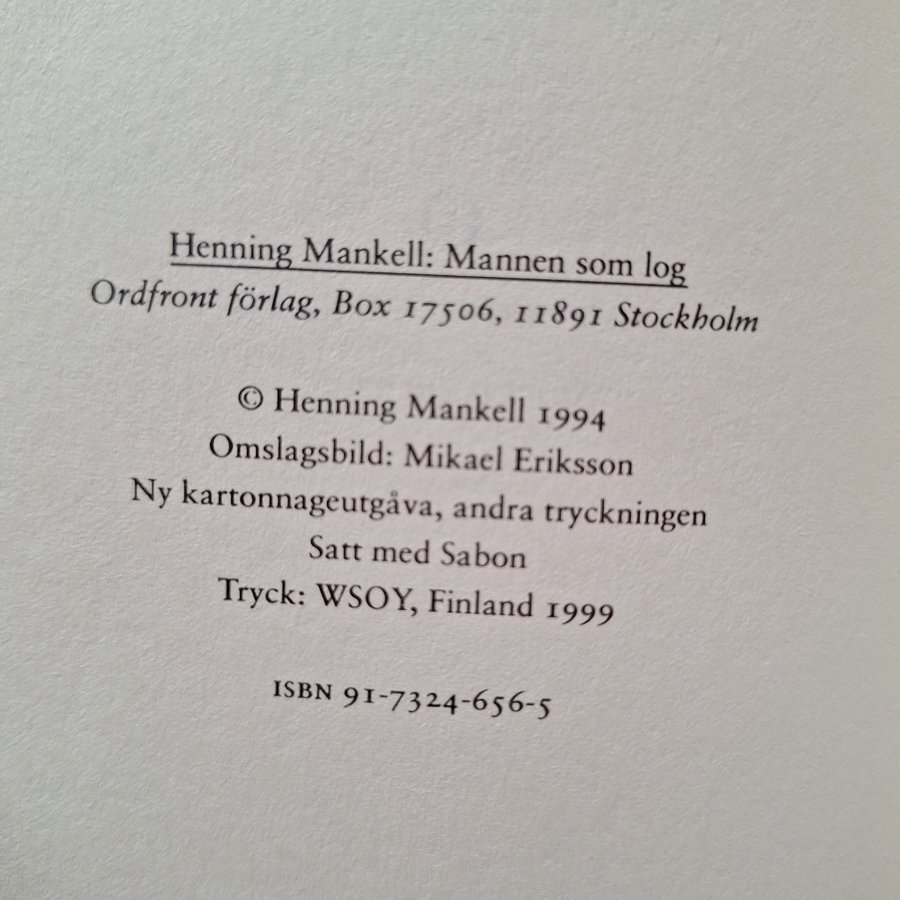 Henning Mankell: Mannen som log
Ordfront förlag, Box 17506, 11891 Stockholm
© Henning Mankell 1994
Omslagsbild: Mikael Eriksson
Ny kartonnageutgåva, andra tryckningen
Satt med Sabon
Tryck: WSOY, Finland 1999
ISBN 91-7324-656-5